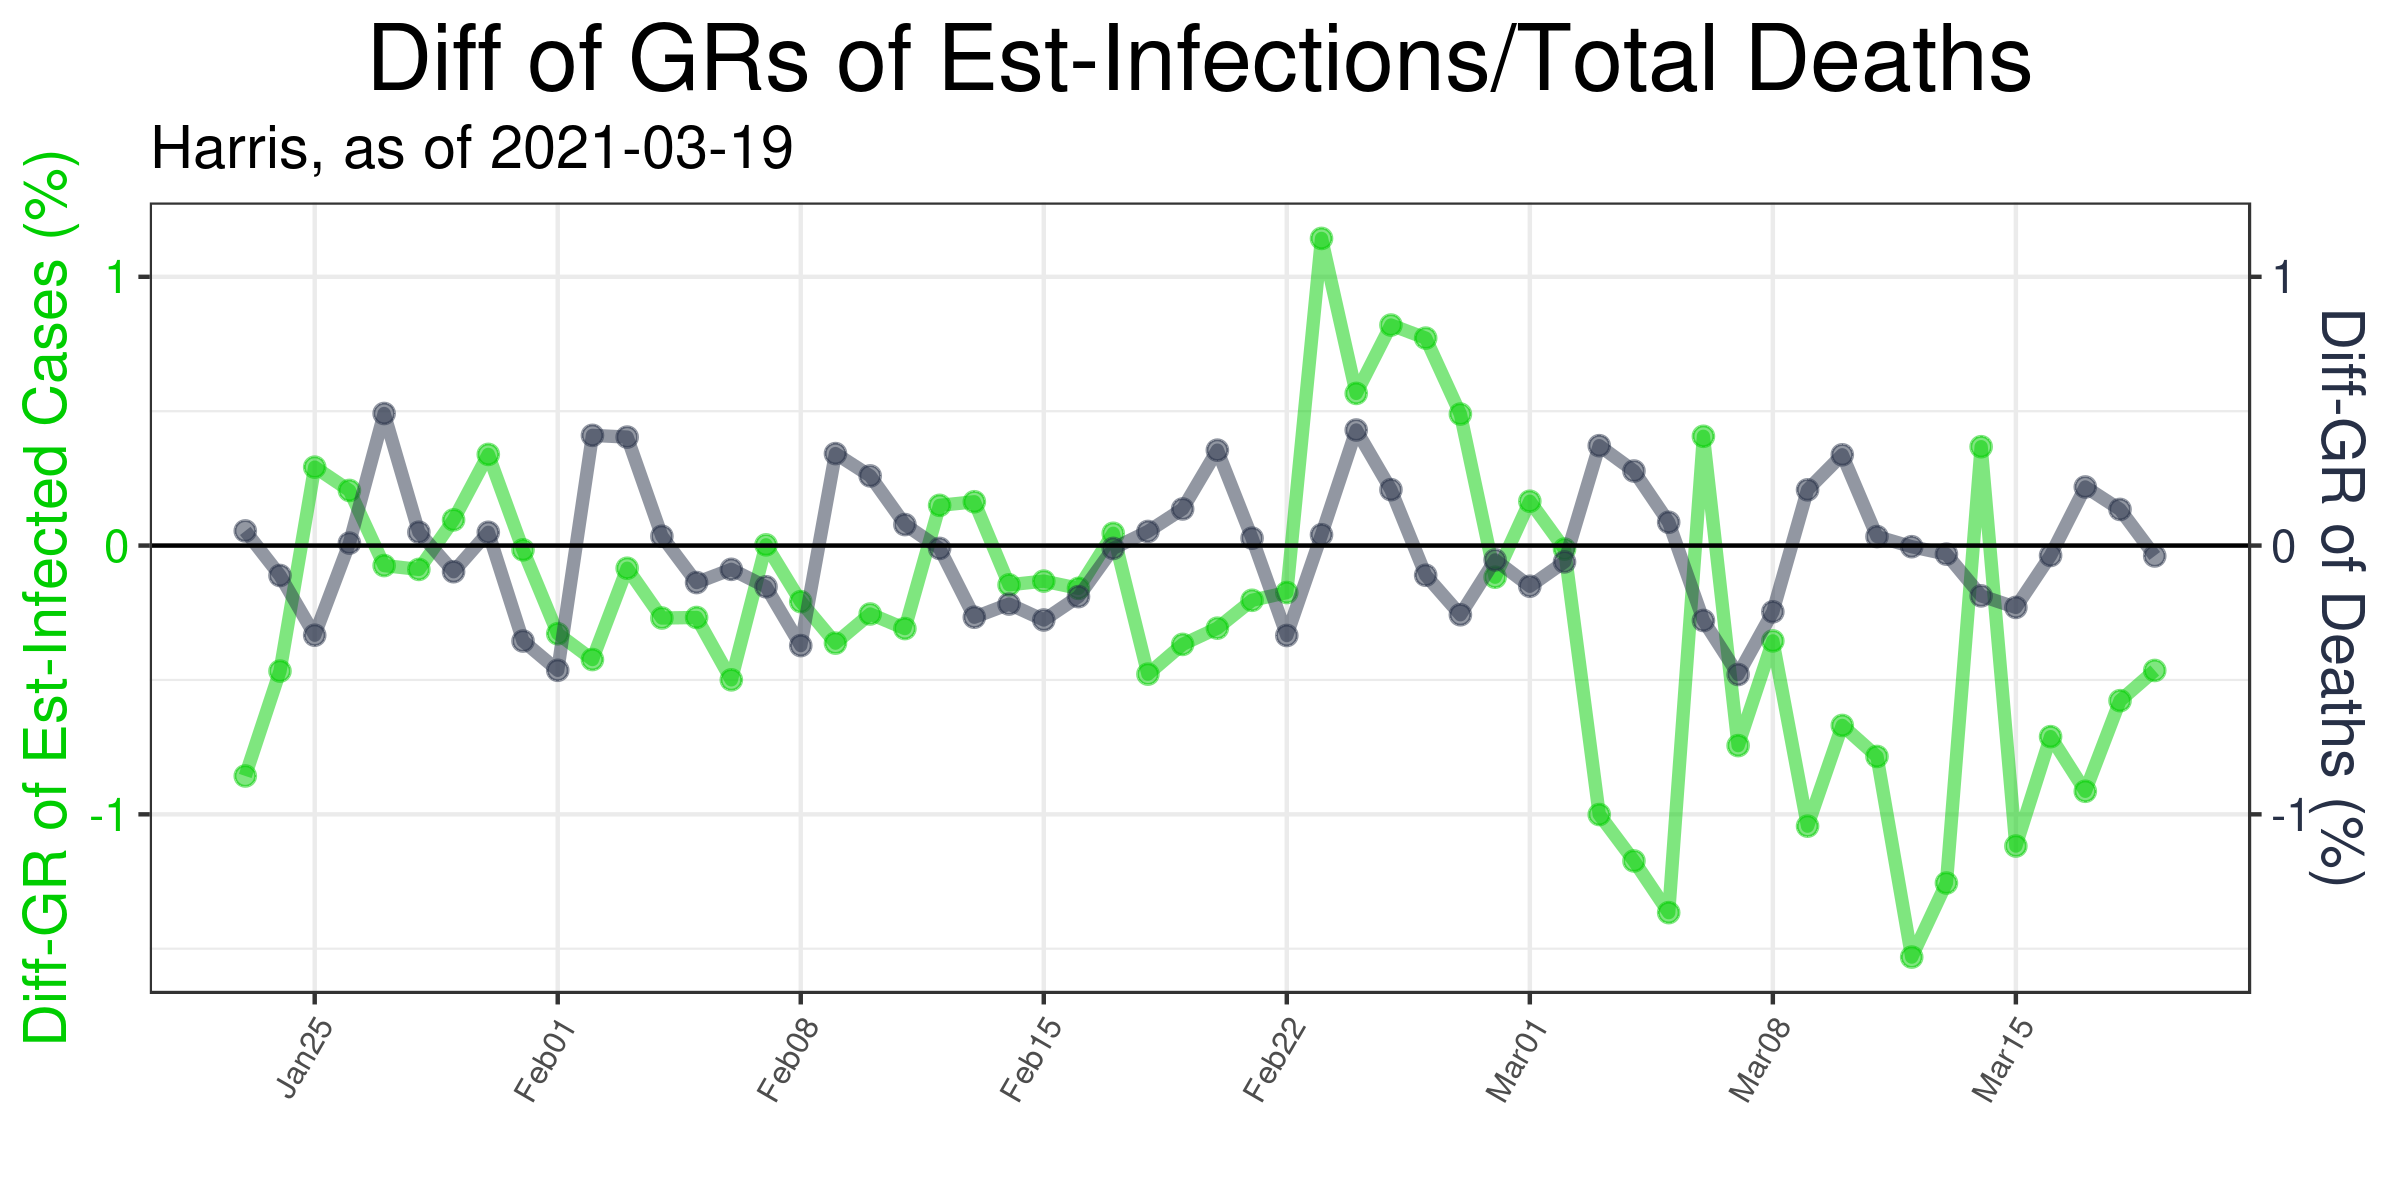 Diff of GRs of Est-Infections/Total Deaths
Harris, as of 2021-03-19
Diff-GR of Est-Infected Cases (%)
1
0
-1
1
0
-1
Diff-GR of Deaths (%)
Jan25
Feb01
Feb08
Feb15
Feb22
Mar01
Mar08
Mar15